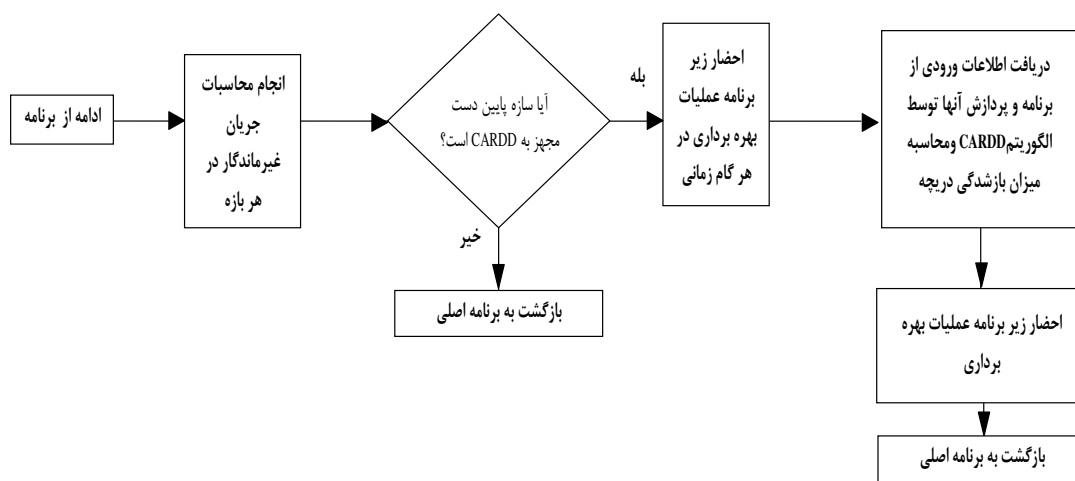 ادامه از برنامه
انجام محاسبات
جریان
غیرماندگار در
هر بازه
آیا سازه پایین دست
مجهز به CARDD است؟
بله
خیر
بازگشت به برنامه اصلی
احضار زیر
برنامه عملیات
بهره برداری در
هر گام زمانی
دریافت اطلاعات ورودی از
برنامه و پردازش آنها توسط
الگوریتمCARDD ومحاسبه
میزان بازشدگی دریچه
احضار زیر برنامه عملیات بهره
برداری
بازگشت به برنامه اصلی